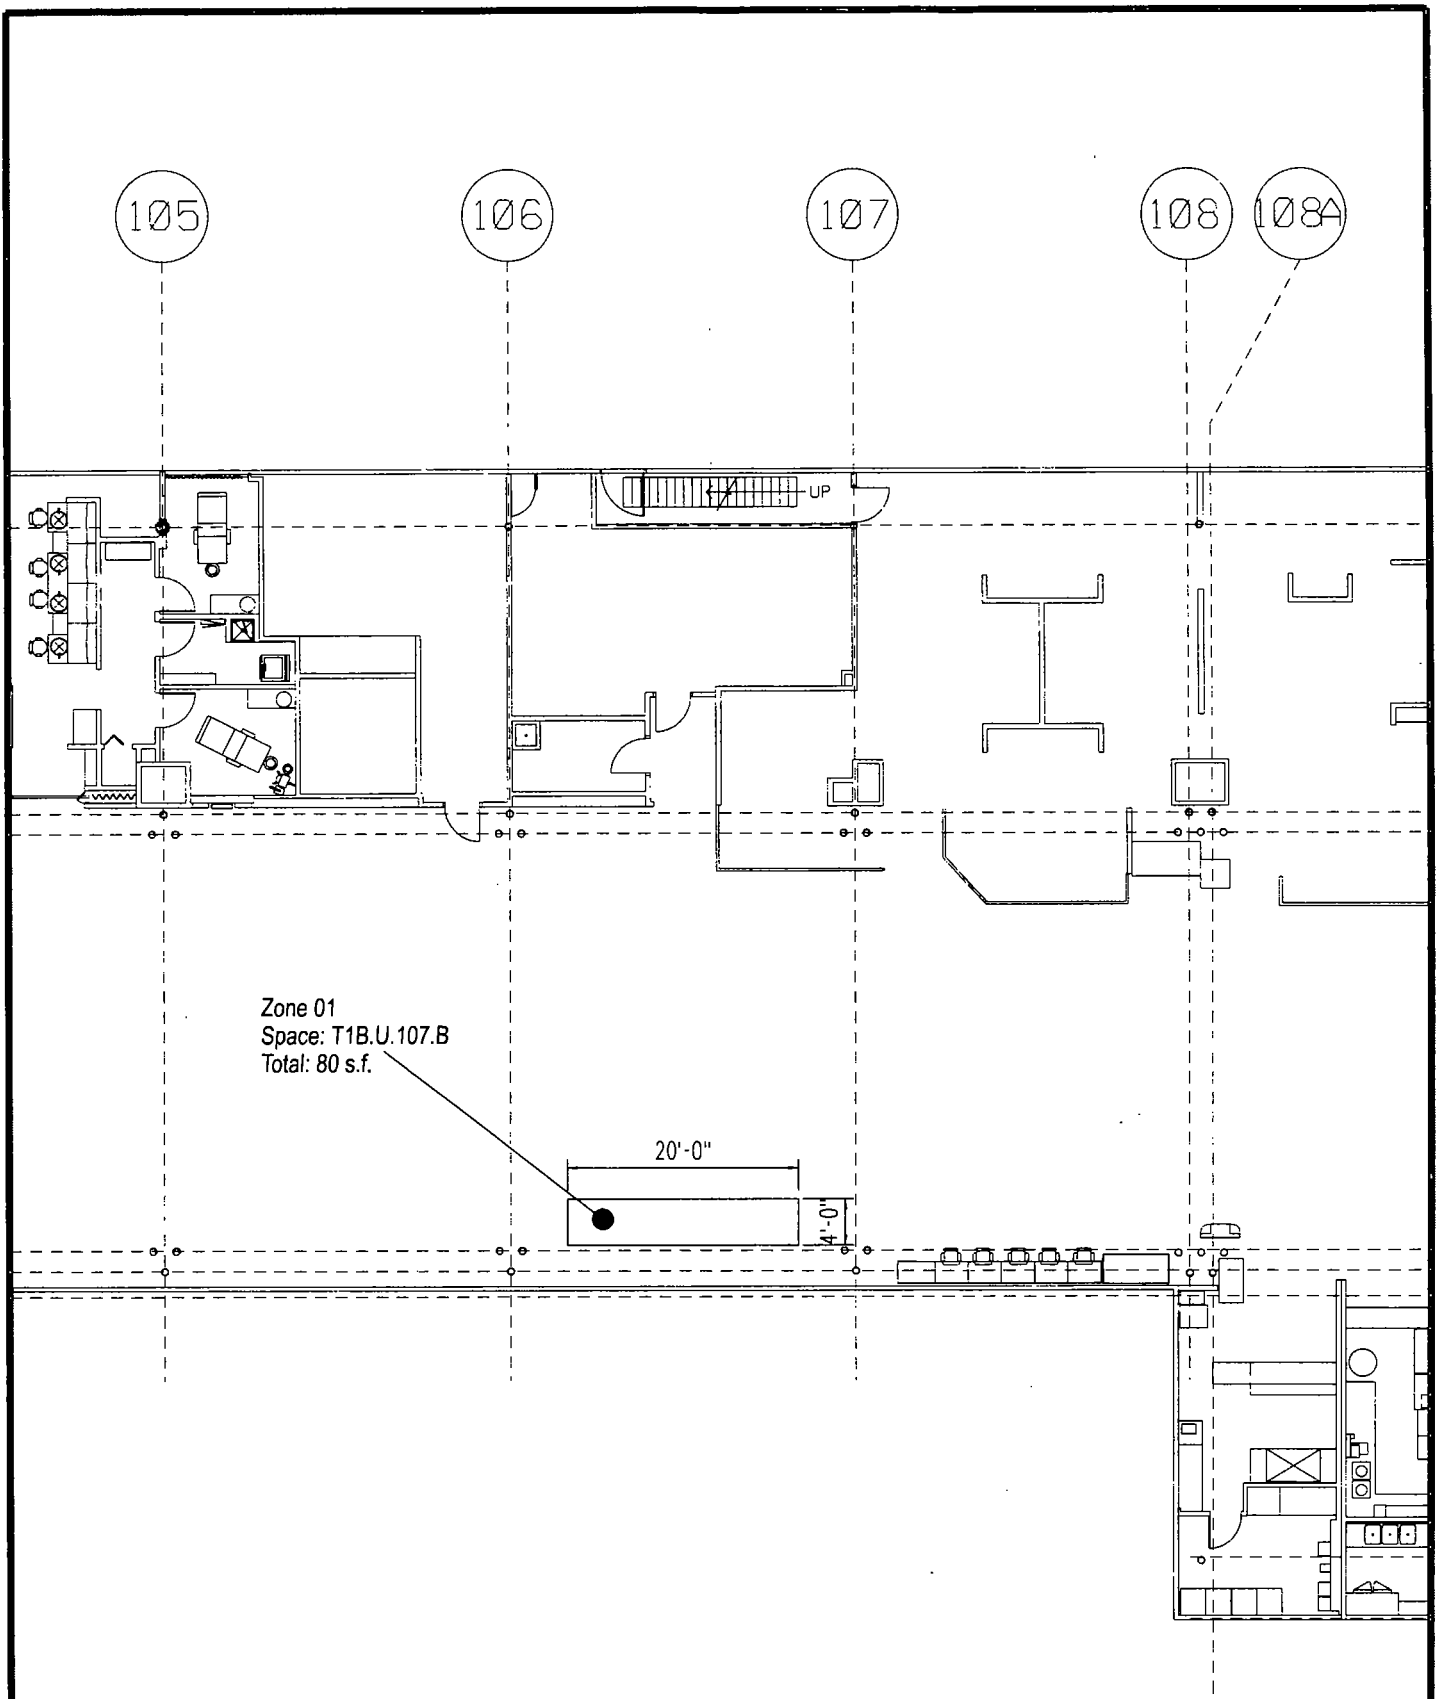 105 106 107 108 108A
UP
Zone 01
Space: T1B.U.107.B
Total: 80 s.f.
20'-0"
4'-0"